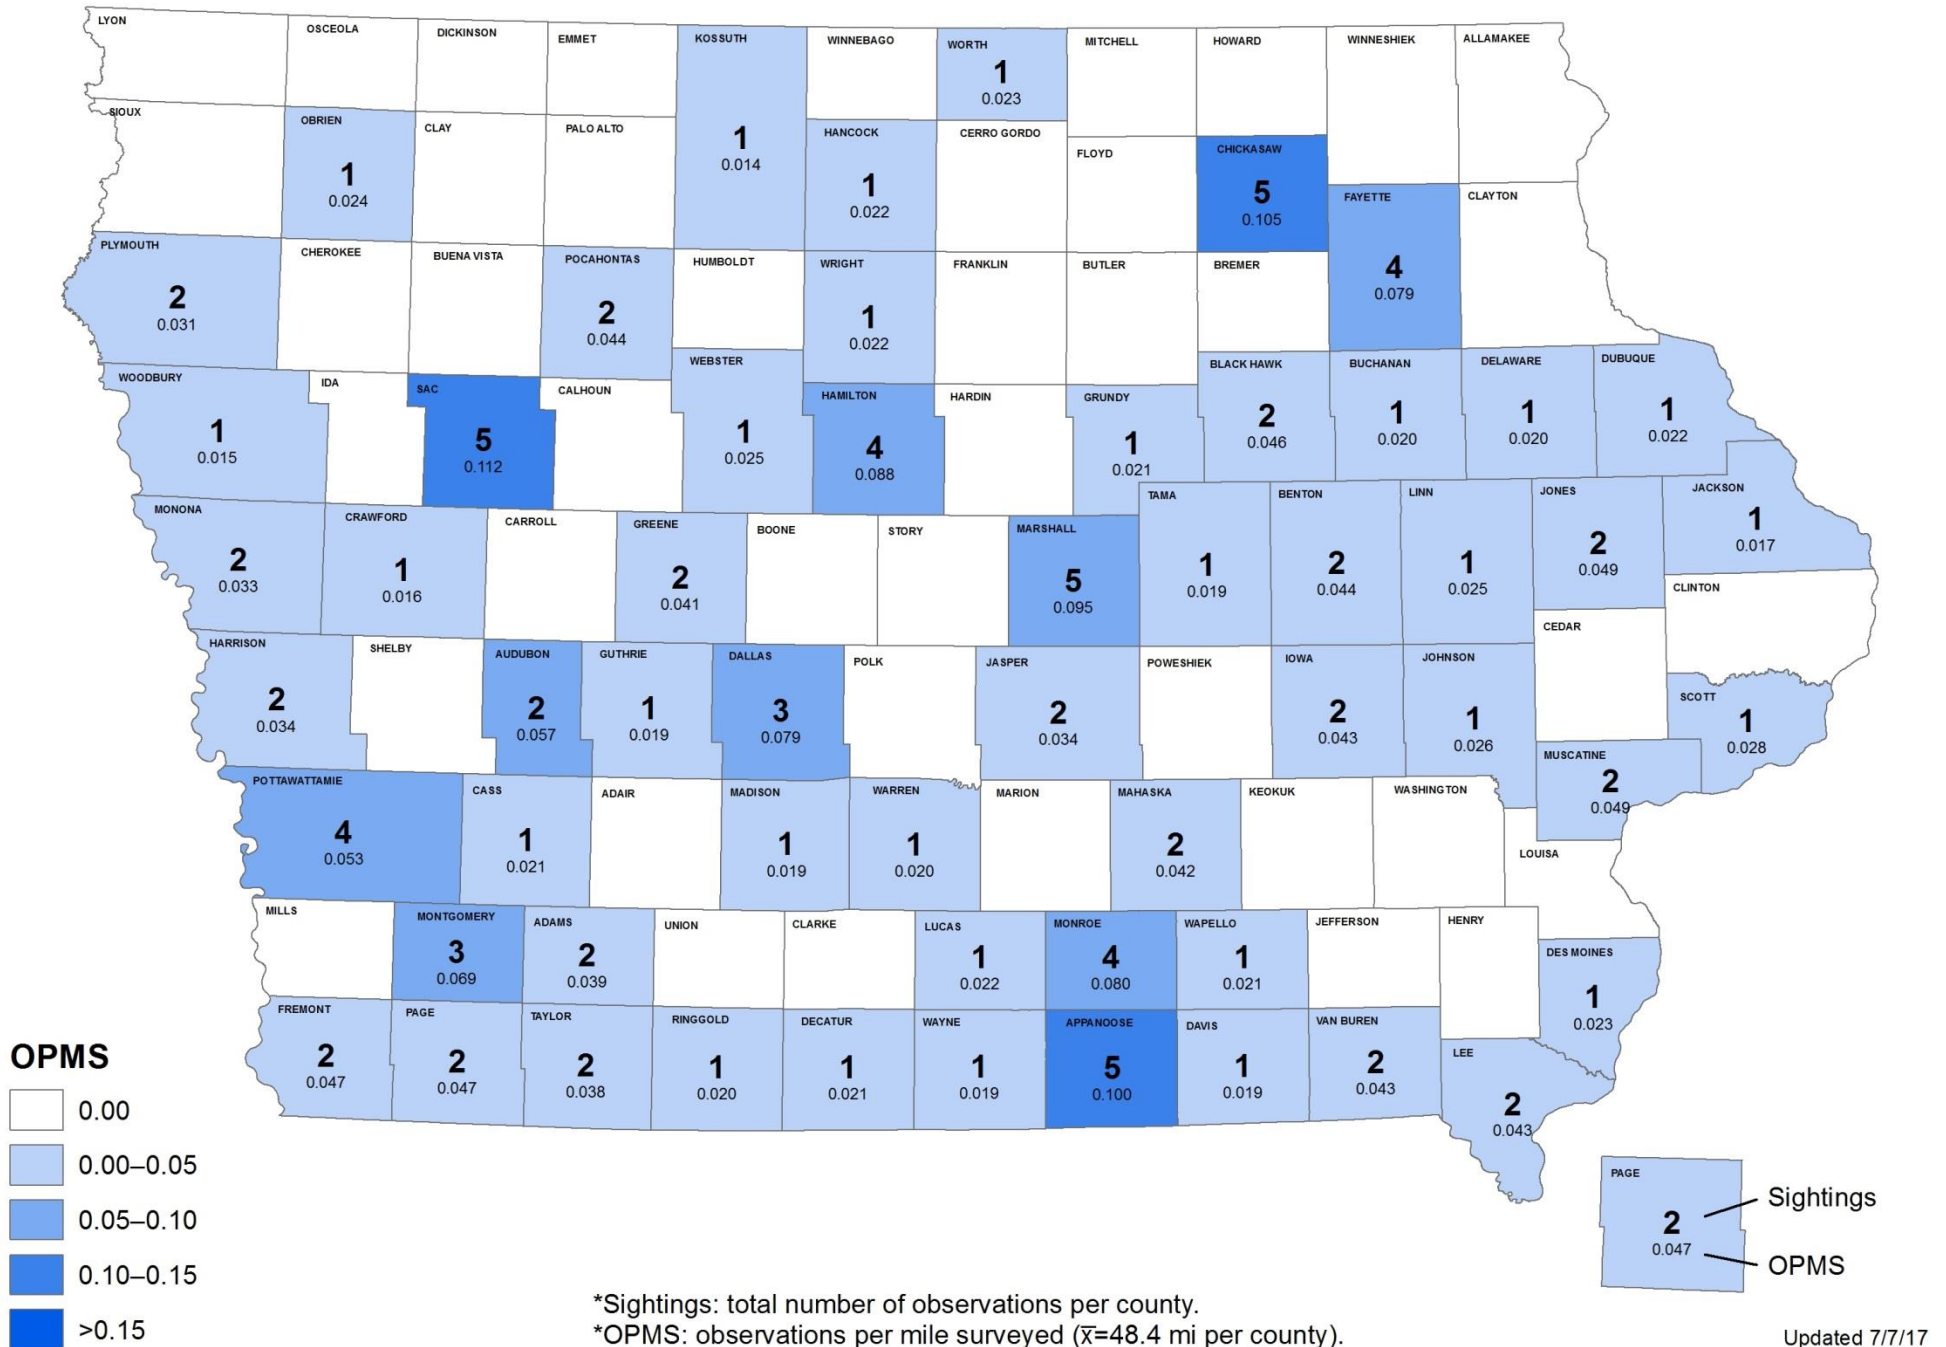 LYON
OSCEOLA
DICKINSON
EMMET
KOSSUTH
1
0.014
WINNEBAGO
WORTH
1
0.023
MITCHELL
HOWARD
WINNESHIEK
ALLAMAKEE
SIOUX
OBRIEN
1
0.024
CLAY
PALO ALTO
HANCOCK
1
0.022
CERRO GORDO
FLOYD
CHICKASAW
5
0.105
FAYETTE
4
0.079
CLAYTON
PLYMOUTH
2
0.031
CHEROKEE
BUENA VISTA
POCAHONTAS
2
0.044
HUMBOLDT
WRIGHT
1
0.022
FRANKLIN
BUTLER
BREMER
WOODBURY
1
0.015
IDA
SAC
5
0.112
CALHOUN
WEBSTER
1
0.025
HAMILTON
4
0.088
HARDIN
GRUNDY
1
0.021
BLACK HAWK
2
0.046
BUCHANAN
1
0.020
DELAWARE
1
0.020
DUBUQUE
1
0.022
MONONA
2
0.033
CRAWFORD
1
0.016
CARROLL
GREENE
2
0.041
BOONE
STORY
MARSHALL
5
0.095
TAMA
1
0.019
BENTON
2
0.044
LINN
1
0.025
JONES
2
0.049
JACKSON
1
0.017
CLINTON
CEDAR
HARRISON
2
0.034
SHELBY
AUDUBON
2
0.057
GUTHRIE
1
0.019
DALLAS
3
0.079
POLK
JASPER
2
0.034
POWESHIEK
IOWA
2
0.043
JOHNSON
1
0.026
SCOTT
1
0.028
MUSCATINE
2
0.049
POTTAWATTAMIE
4
0.053
CASS
1
0.021
ADAIR
MADISON
1
0.019
WARREN
1
0.020
MARION
MAHASKA
2
0.042
KEOKUK
WASHINGTON
LOUISA
MILLS
MONTGOMERY
3
0.069
ADAMS
2
0.039
UNION
CLARKE
LUCAS
1
0.022
MONROE
4
0.080
WAPELLO
1
0.021
JEFFERSON
HENRY
DES MOINES
1
0.023
FREMONT
2
0.047
PAGE
2
0.047
TAYLOR
2
0.038
RINGGOLD
1
0.020
DECATUR
1
0.021
WAYNE
1
0.019
APPANOOSE
5
0.100
DAVIS
1
0.019
VAN BUREN
2
0.043
LEE
2
0.043
OPMS
0.00
0.00–0.05
0.05–0.10
0.10–0.15
>0.15
PAGE
2
0.047
Sightings
OPMS
*Sightings: total number of observations per county.
*OPMS: observations per mile surveyed (x̅=48.4 mi per county).
Updated 7/7/17